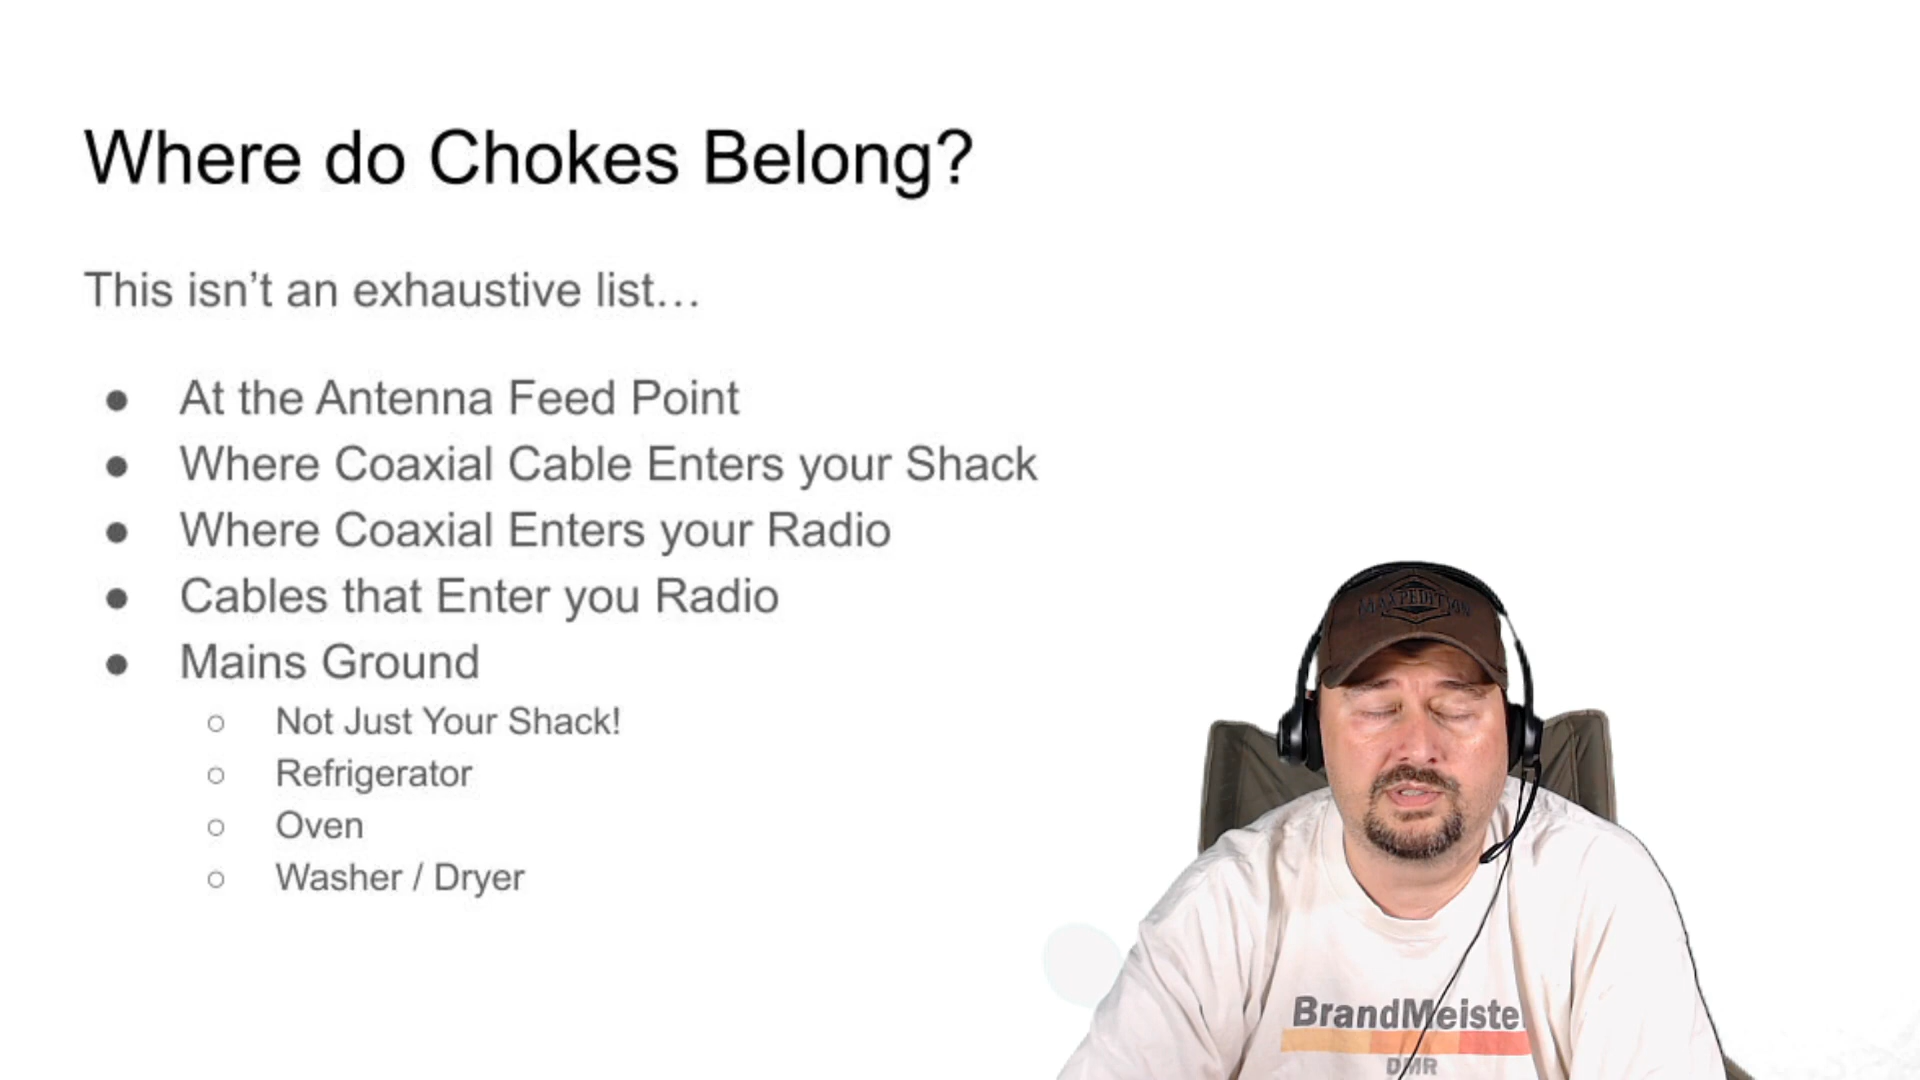 Where do Chokes Belong?
This isn’t an exhaustive list…
● At the Antenna Feed Point
● Where Coaxial Cable Enters your Shack
● Where Coaxial Enters your Radio
● Cables that Enter you Radio
● Mains Ground
○ Not Just Your Shack!
○ Refrigerator
○ Oven
○ Washer / Dryer
BrandMeiste
DMR